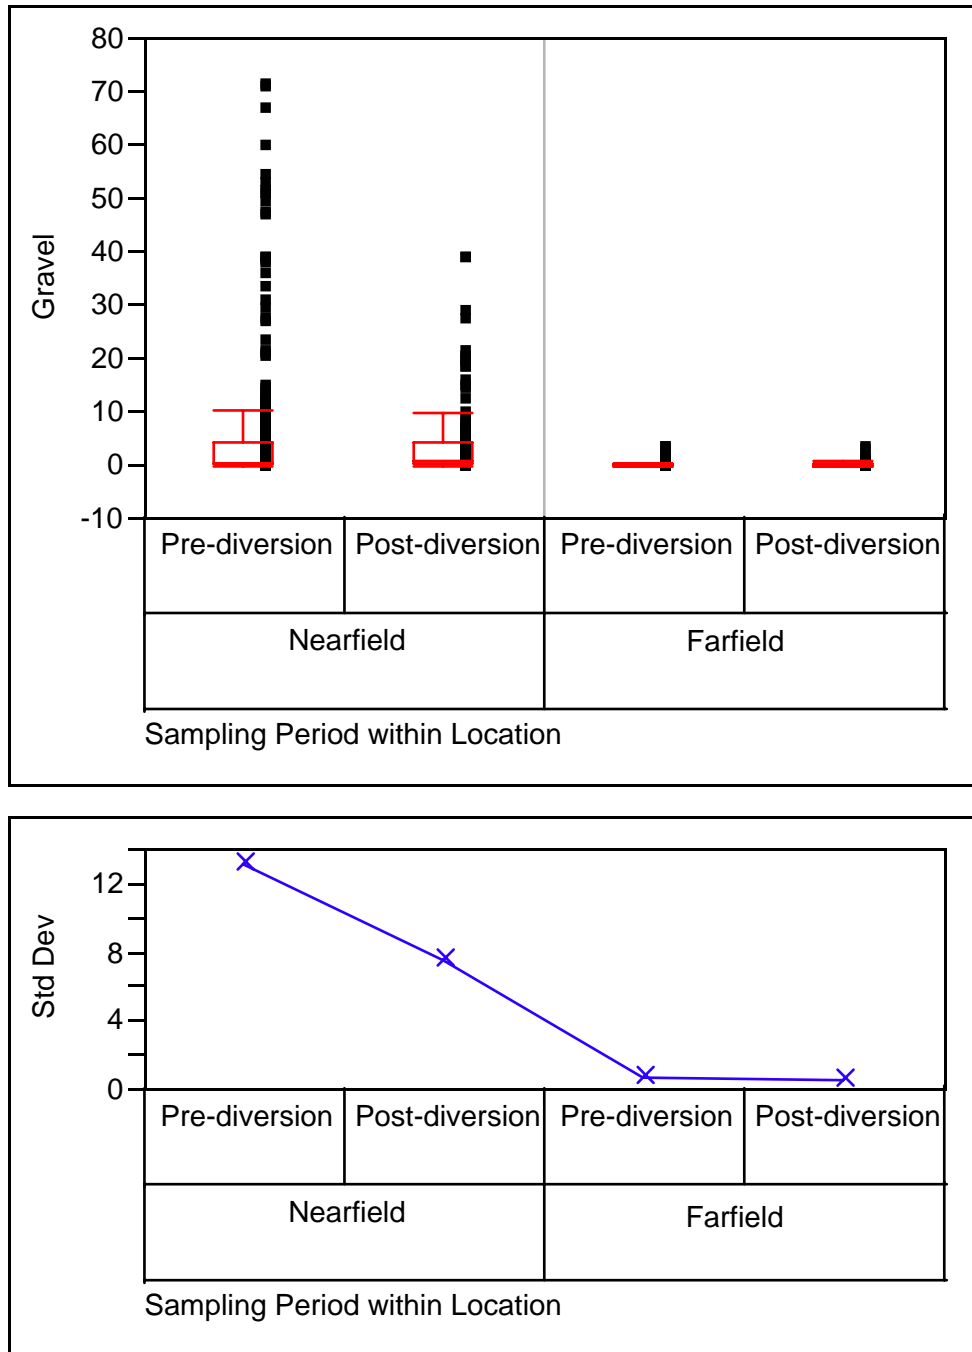 80
70
60
50
40
30
20
10
0
-10
Gravel
Pre-diversion Post-diversion Pre-diversion Post-diversion
Nearfield Farfield
Sampling Period within Location
12
8
4
0
Std Dev
Pre-diversion Post-diversion Pre-diversion Post-diversion
Nearfield Farfield
Sampling Period within Location